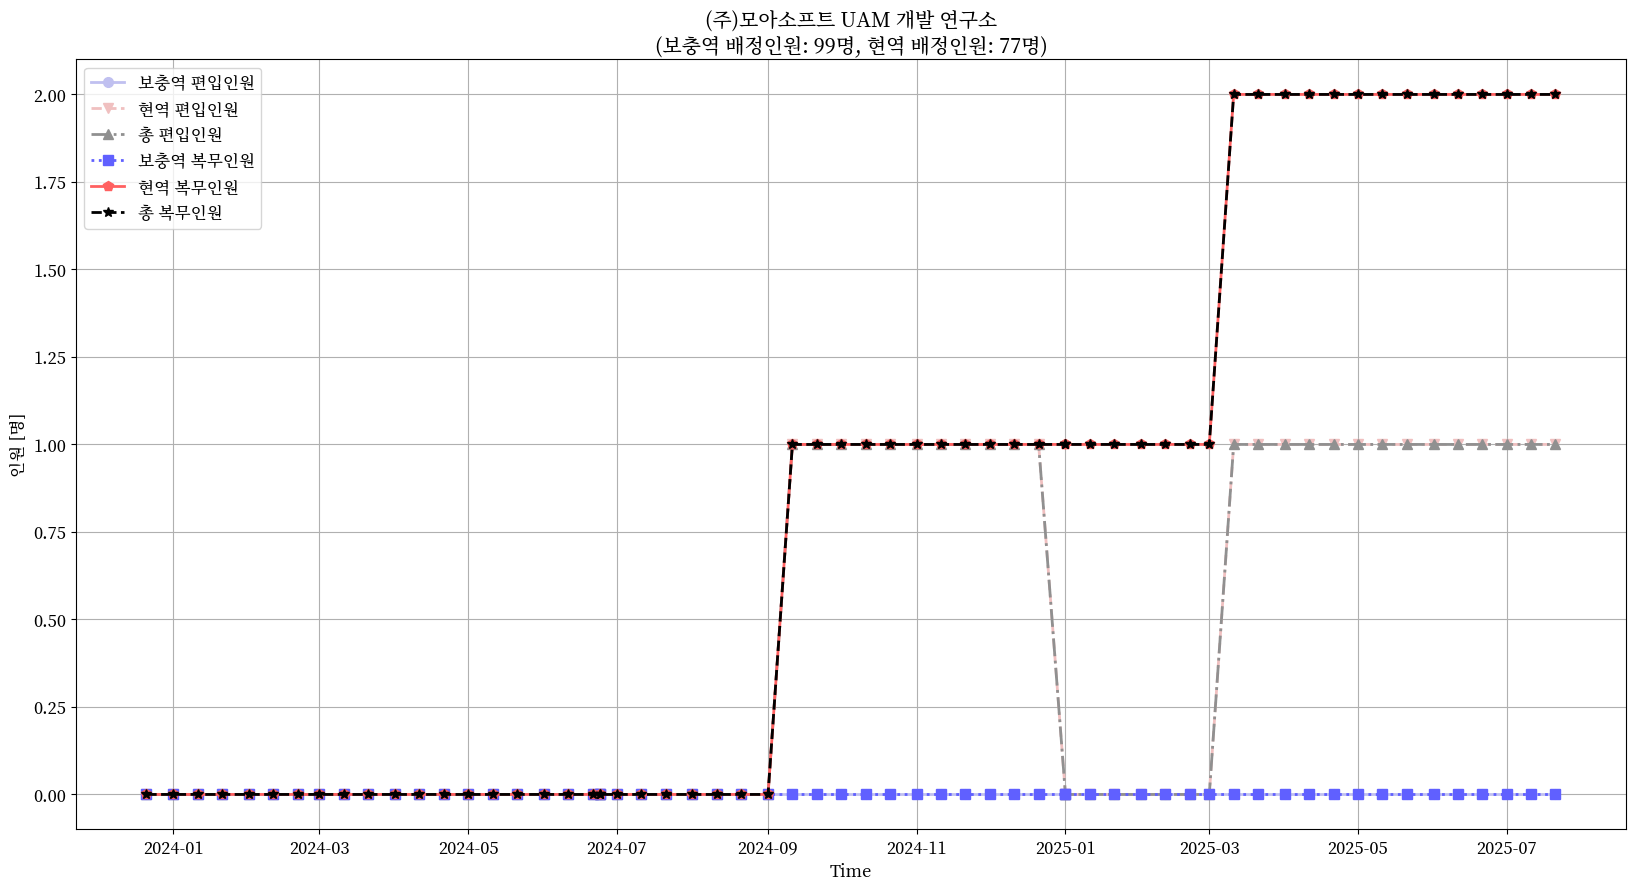 (주)모아소프트 UAM 개발 연구소
(보충역 배정인원: 99명, 현역 배정인원: 77명)
보충역 편입인원
현역 편입인원
총 편입인원
보충역 복무인원
현역 복무인원
총 복무인원
2.00
1.75
1.50
1.25
1.00
0.75
0.50
0.25
0.00
인원 [명]
2024-01
2024-03
2024-05
2024-07
2024-09
2024-11
2025-01
2025-03
2025-05
2025-07
Time